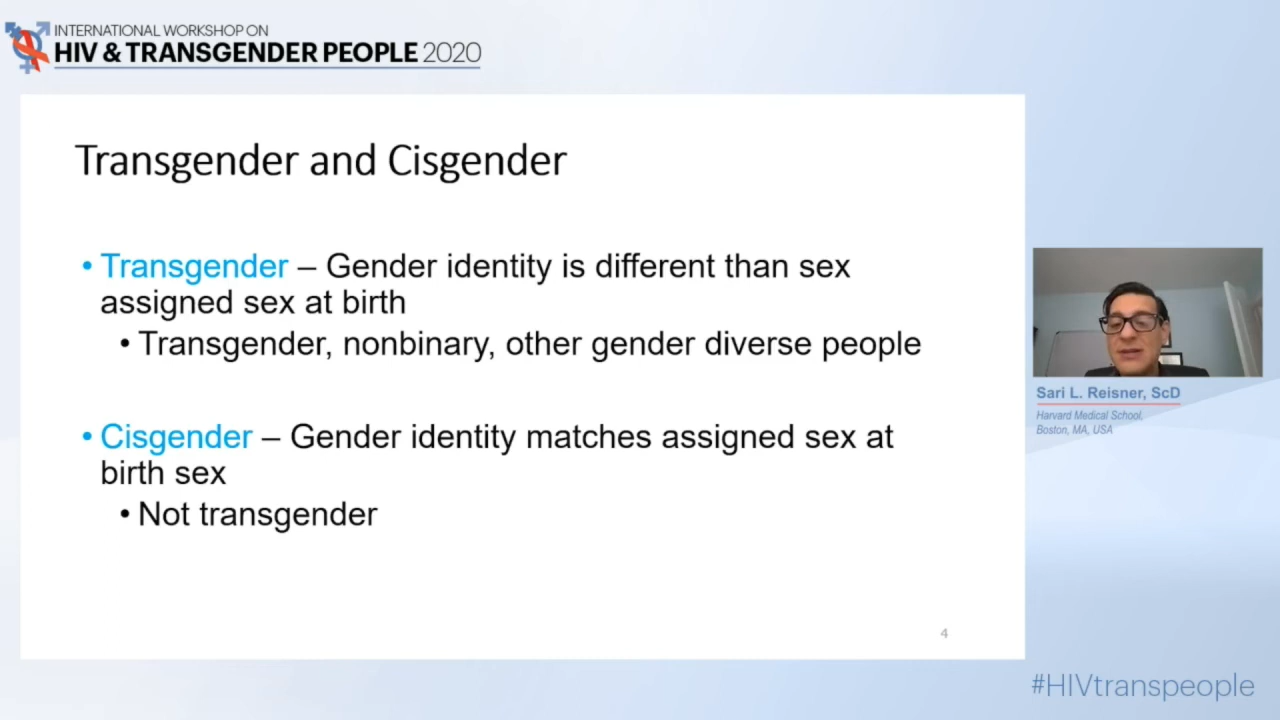 INTERNATIONAL WORKSHOP ON
HIV & TRANSGENDER PEOPLE 2020
Transgender and Cisgender
• Transgender – Gender identity is different than sex
assigned sex at birth
• Transgender, nonbinary, other gender diverse people
• Cisgender – Gender identity matches assigned sex at
birth sex
• Not transgender
4
Sari L. Reisner, ScD
Harvard Medical School,
Boston, MA, USA
#HIVtranspeople